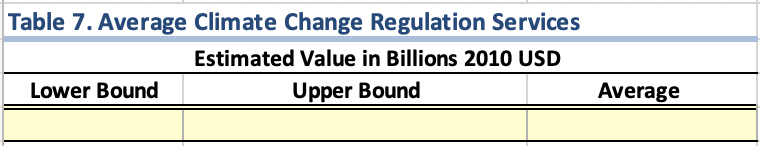 Table 7. Average Climate Change Regulation Services
Estimated Value in Billions 2010 USD
Lower Bound Upper Bound Average